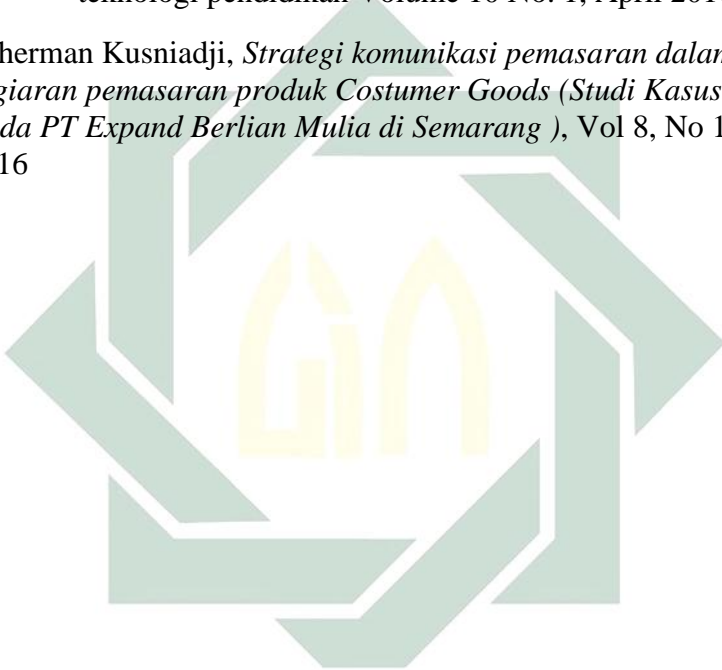 teknologi pendidikan Volume 10 No. 1, April 201
herman Kusniadji, Strategi komunikasi pemasaran dalam
giaran pemasaran produk Costumer Goods (Studi Kasus
da PT Expand Berlian Mulia di Semarang ), Vol 8, No 1
16